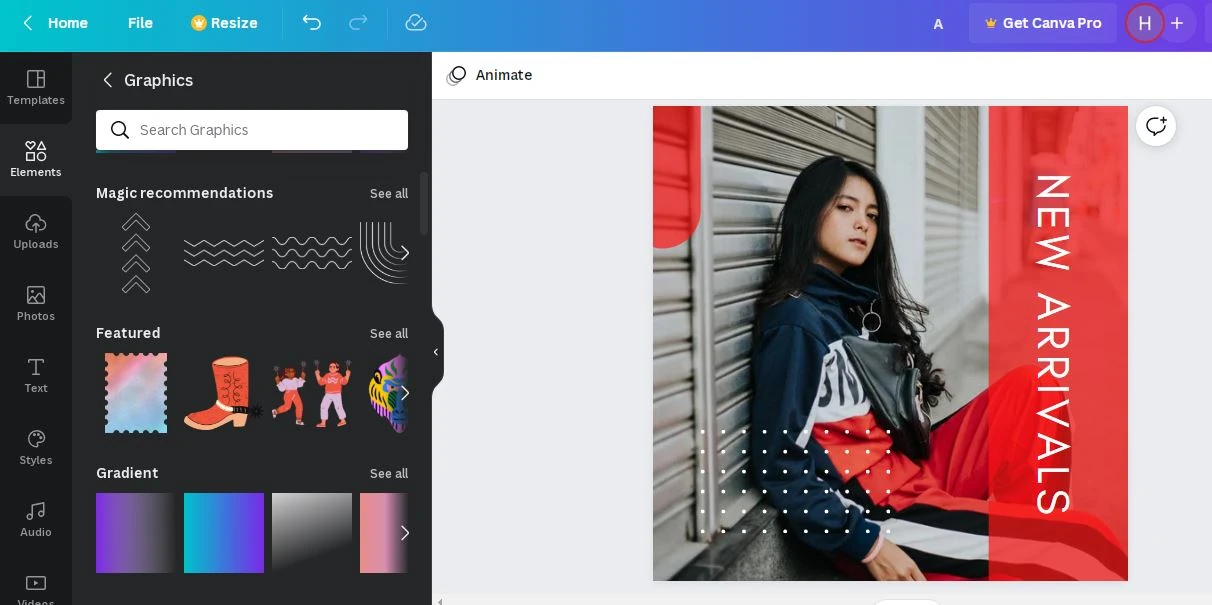 Home
File
Resize
A
Get Canva Pro
H
Templates
Elements
Uploads
Photos
Text
Styles
Audio
Videos
Graphics
Search Graphics
Magic recommendations
See all
Featured
See all
Gradient
See all
Animate
NEW ARRIVALS